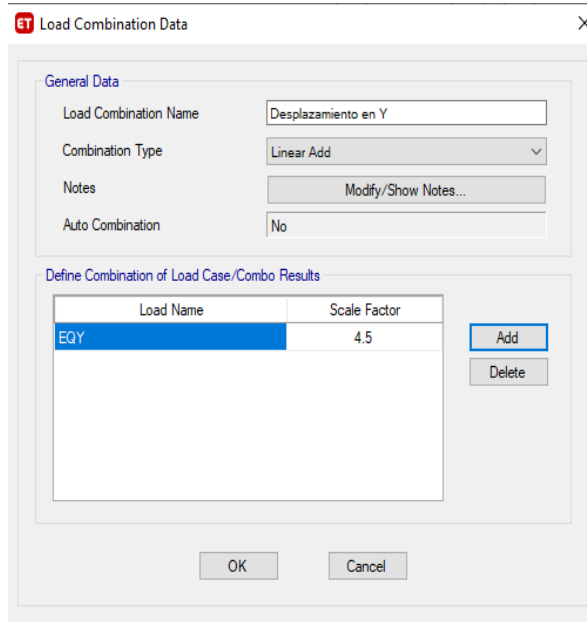 ET Load Combination Data
General Data
Load Combination Name Desplazamiento en Y
Combination Type Linear Add
Notes Modify/Show Notes...
Auto Combination No
Define Combination of Load Case/Combo Results
Load Name Scale Factor
EQY 4.5
Add
Delete
OK Cancel